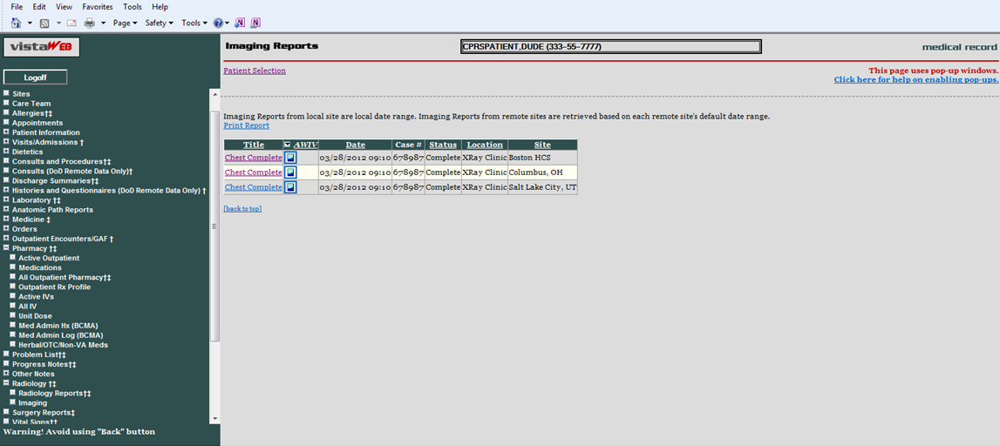 File Edit View Favorites Tools Help
Page Safety Tools
vistaWEB
Imaging Reports
CPRSPATIENT,DUDE (333-55-7777)
medical record
Logoff
Patient Selection
This page uses pop-up windows.
Click here for help on enabling pop-ups.
Sites
Care Team
Allergies†‡
Appointments
Patient Information
Visits/Admissions †
Dietetics
Consults and Procedures†‡
Consults (DoD Remote Data Only)†
Discharge Summaries†‡
Histories and Questionnaires (DoD Remote Data Only) †
Laboratory †‡
Anatomic Path Reports
Medicine ‡
Orders
Outpatient Encounters/GAF †
Pharmacy †‡
Active Outpatient
Medications
All Outpatient Pharmacy†‡
Outpatient Rx Profile
Active IVs
All IV
Unit Dose
Med Admin Hx (BCMA)
Med Admin Log (BCMA)
Herbal/OTC/Non-VA Meds
Problem List†‡
Progress Notes†‡
Other Notes
Radiology †‡
Radiology Reports†‡
Imaging
Surgery Reports‡
Vital Signs††
Warning! Avoid using "Back" button
Imaging Reports from local site are local date range. Imaging Reports from remote sites are retrieved based on each remote site's default date range.
Print Report
Title AWIV Date Case # Status Location Site
Chest Complete 03/28/2012 09:10 678987 Complete XRay Clinic Boston HCS
Chest Complete 03/28/2012 09:10 678987 Complete XRay Clinic Columbus, OH
Chest Complete 03/28/2012 09:10 678987 Complete XRay Clinic Salt Lake City, UT
[back to top]